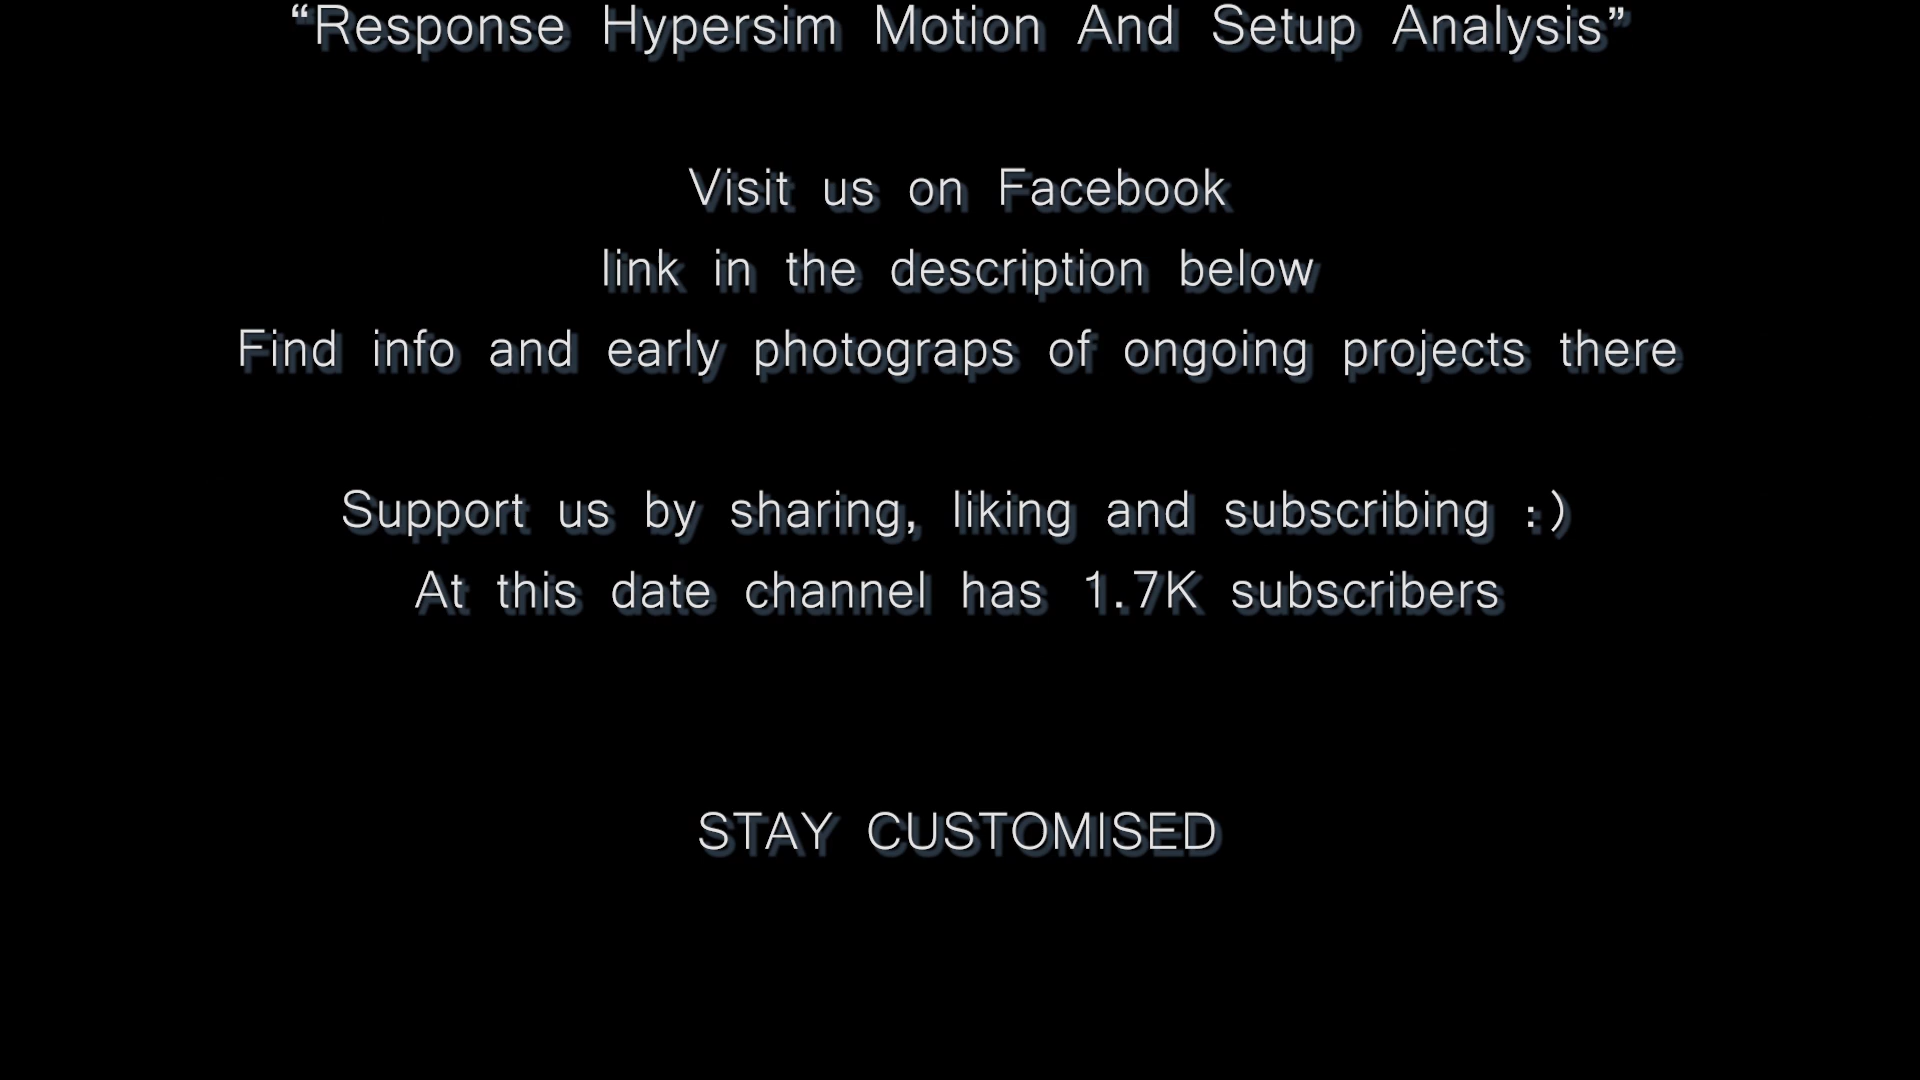 “Response Hypersim Motion And Setup Analysis”
Visit us on Facebook
link in the description below
Find info and early photograps of ongoing projects there
Support us by sharing, liking and subscribing :)
At this date channel has 1.7K subscribers
STAY CUSTOMISED